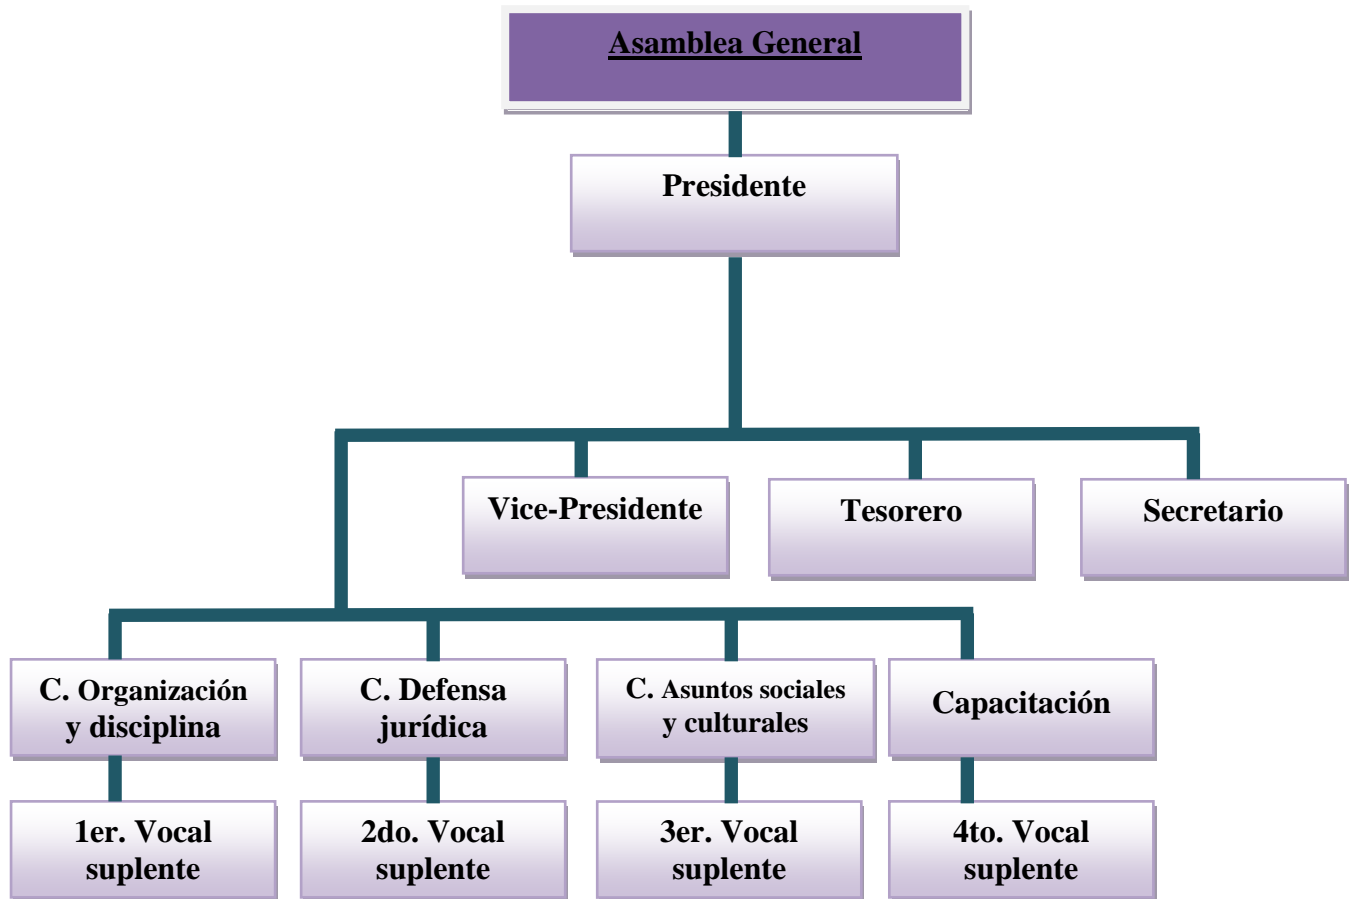 Asamblea General
Presidente
Vice-Presidente
Tesorero
Secretario
C. Organización
y disciplina
C. Defensa
jurídica
C. Asuntos sociales
y culturales
Capacitación
1er. Vocal
suplente
2do. Vocal
suplente
3er. Vocal
suplente
4to. Vocal
suplente